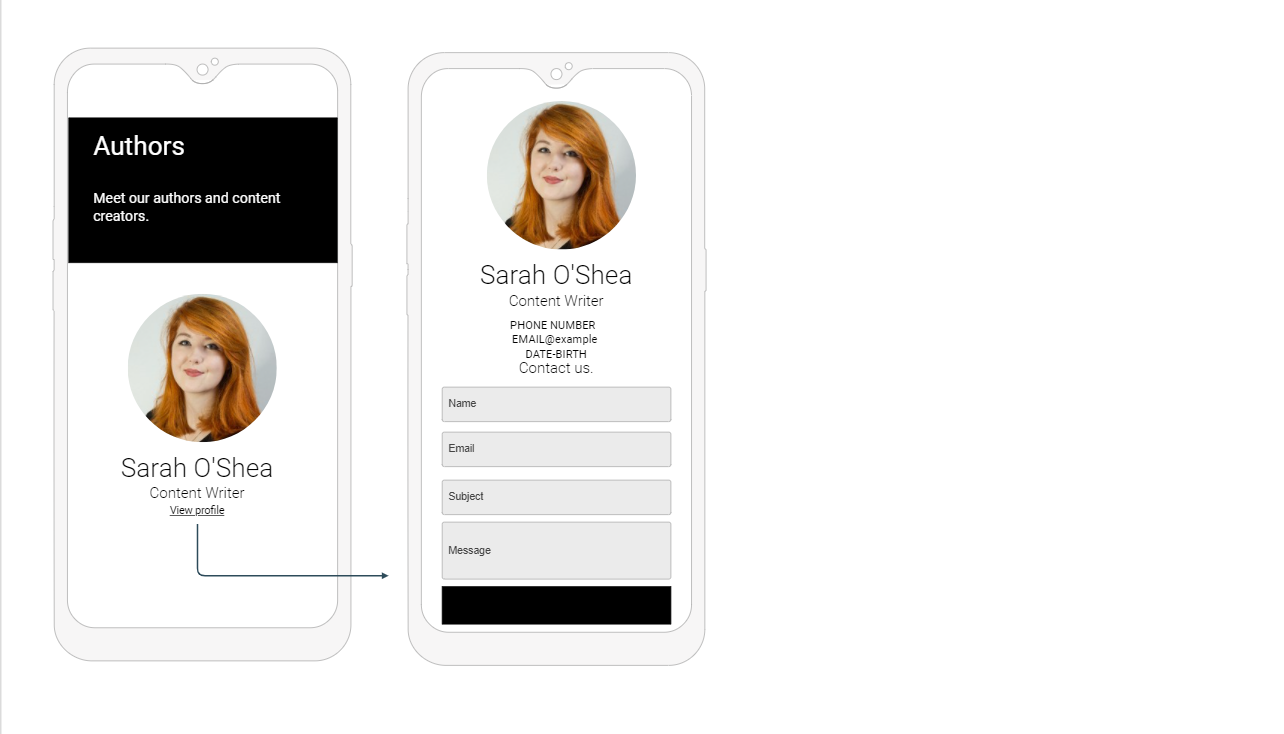 Authors
Meet our authors and content
creators.
Sarah O'Shea
Content Writer
View profile
Sarah O'Shea
Content Writer
PHONE NUMBER
EMAIL@example
DATE-BIRTH
Contact us.
Name
Email
Subject
Message